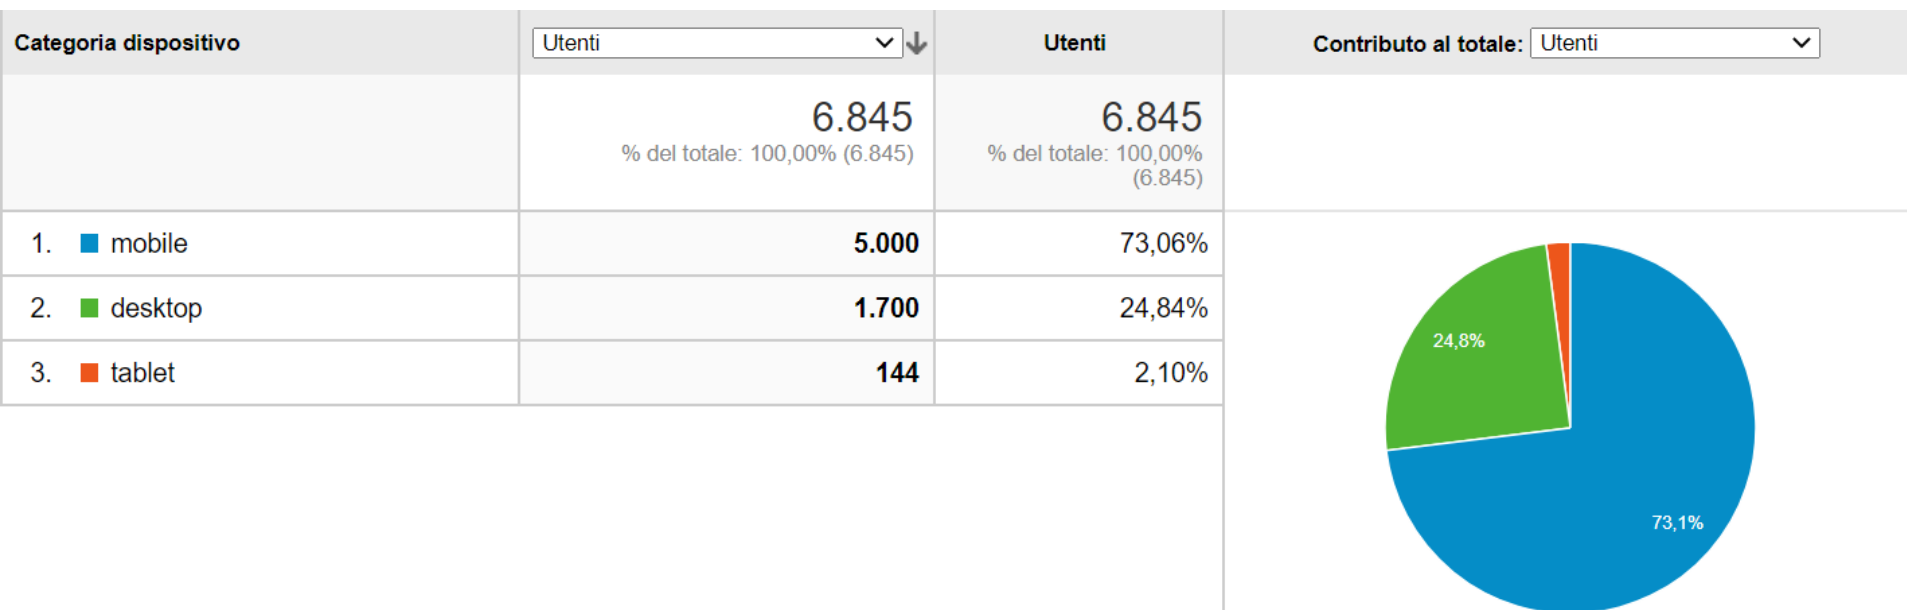 Categoria dispositivo
Utenti
Utenti
Contributo al totale: Utenti
6.845
% del totale: 100,00% (6.845)
6.845
% del totale: 100,00%
(6.845)
1. mobile 5.000 73,06%
2. desktop 1.700 24,84%
3. tablet 144 2,10%
24,8%
73,1%